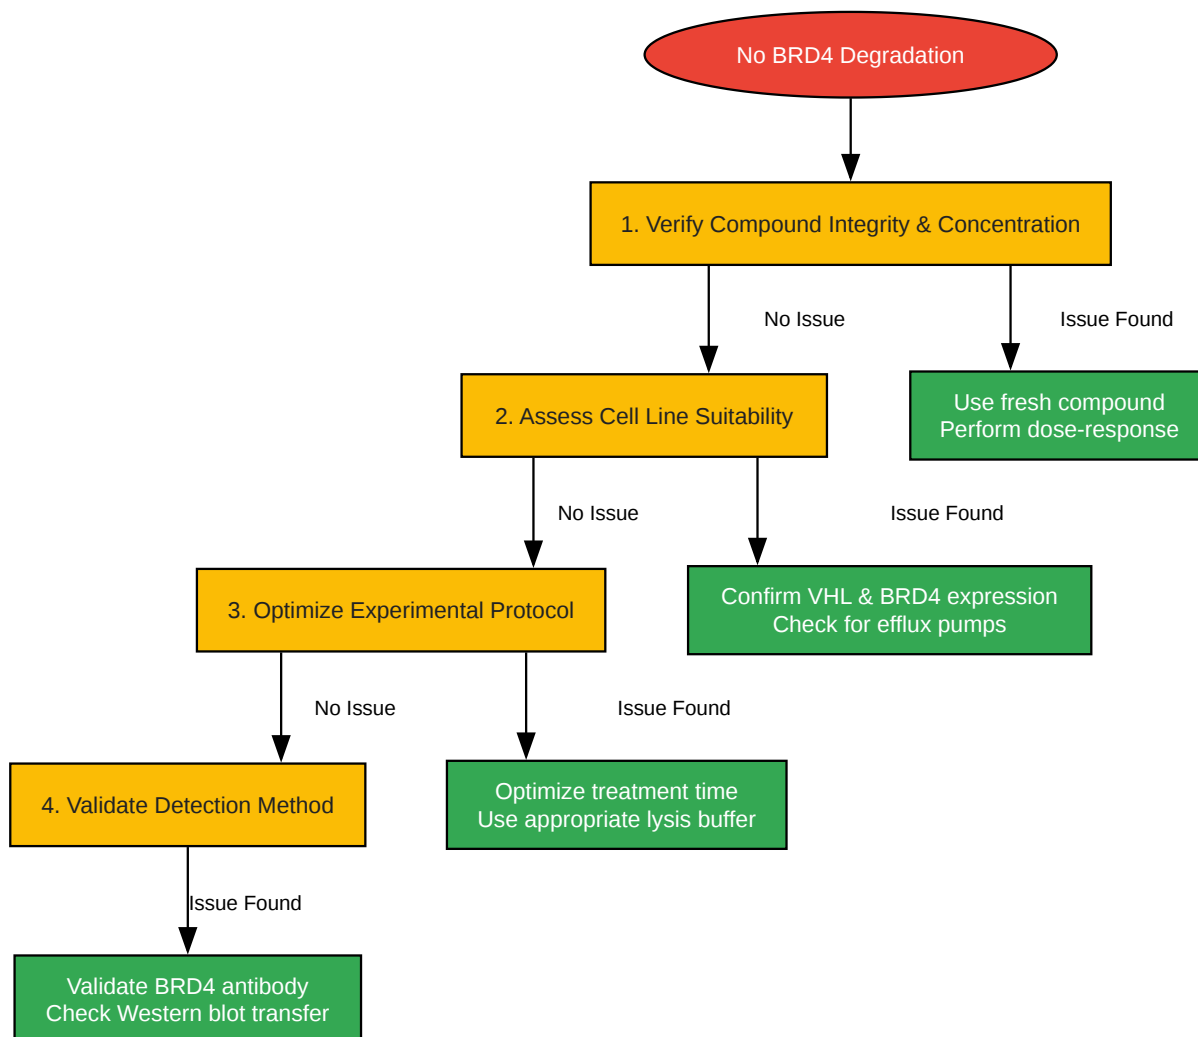 No BRD4 Degradation
1. Verify Compound Integrity & Concentration
No Issue
Issue Found
2. Assess Cell Line Suitability
Use fresh compound
Perform dose-response
No Issue
Issue Found
3. Optimize Experimental Protocol
Confirm VHL & BRD4 expression
Check for efflux pumps
No Issue
Issue Found
4. Validate Detection Method
Optimize treatment time
Use appropriate lysis buffer
Issue Found
Validate BRD4 antibody
Check Western blot transfer